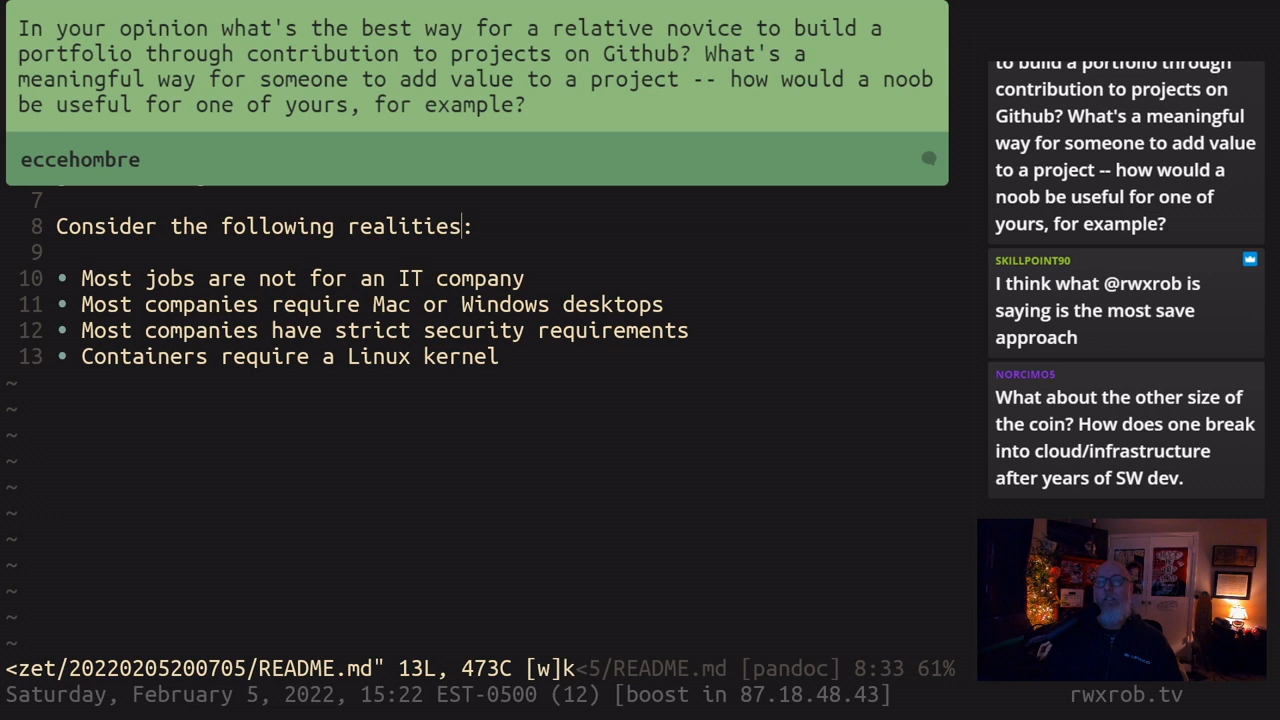 In your opinion what's the best way for a relative novice to build a
portfolio through contribution to projects on Github? What's a
meaningful way for someone to add value to a project -- how would a noob
be useful for one of yours, for example?
eccehombre
7
8 Consider the following realities:
9
10 • Most jobs are not for an IT company
11 • Most companies require Mac or Windows desktops
12 • Most companies have strict security requirements
13 • Containers require a Linux kernel
~
~
~
~
~
~
~
~
~
~
~
<zet/20220205200705/README.md" 13L, 473C [w]k<5/README.md [pandoc] 8:33 61%
Saturday, February 5, 2022, 15:22 EST-0500 (12) [boost in 87.18.48.43]
to build a portfolio through
contribution to projects on
Github? What's a meaningful
way for someone to add value
to a project -- how would a
noob be useful for one of
yours, for example?
SKILLPOINT90
I think what @rwxrob is
saying is the most save
approach
NORCIMO5
What about the other size of
the coin? How does one break
into cloud/infrastructure
after years of SW dev.
rwxrob.tv